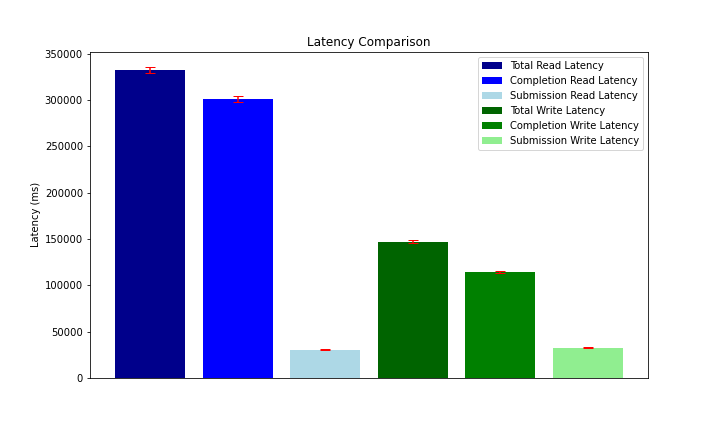 Latency Comparison
350000
300000
250000
200000
150000
100000
50000
0
Latency (ms)
Total Read Latency
Completion Read Latency
Submission Read Latency
Total Write Latency
Completion Write Latency
Submission Write Latency